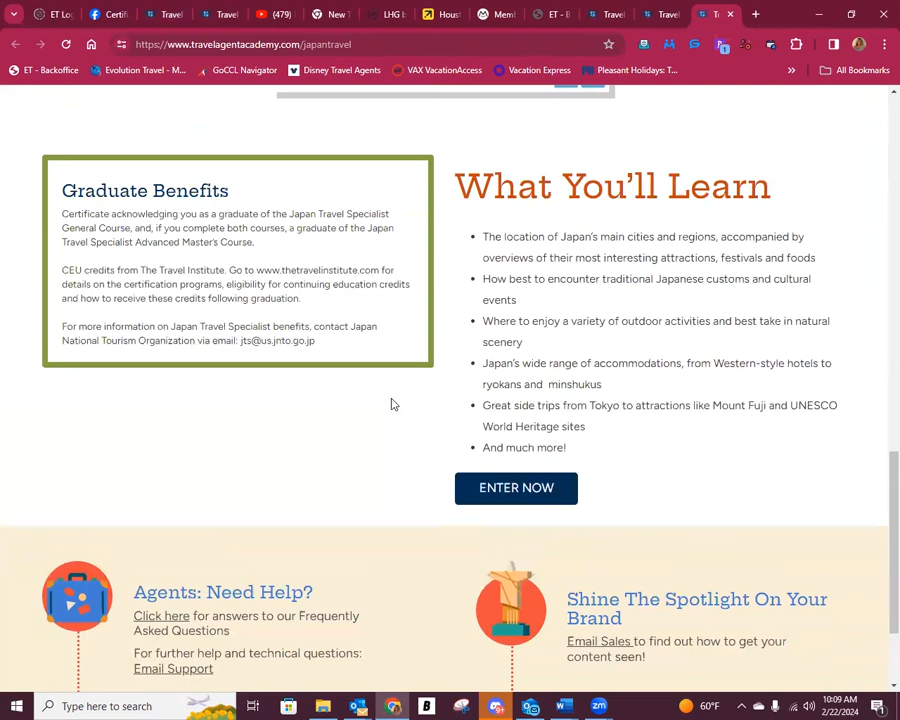 ET Lo
Certifi
Travel
Travel
(479)
New T
LHG b
Houst
Memb
ET - B
Travel
Travel
https://www.travelagentacademy.com/japantravel
ET - Backoffice
Evolution Travel - M...
GoCCL Navigator
Disney Travel Agents
VAX VacationAccess
Vacation Express
Pleasant Holidays: T...
»
All Bookmarks
Graduate Benefits
Certificate acknowledging you as a graduate of the Japan Travel Specialist
General Course, and, if you complete both courses, a graduate of the Japan
Travel Specialist Advanced Master's Course.
CEU credits from The Travel Institute. Go to www.thetravelinstitute.com for
details on the certification programs, eligibility for continuing education credits
and how to receive these credits following graduation.
For more information on Japan Travel Specialist benefits, contact Japan
National Tourism Organization via email: jts@us.jnto.go.jp
What You'll Learn
• The location of Japan's main cities and regions, accompanied by
overviews of their most interesting attractions, festivals and foods
• How best to encounter traditional Japanese customs and cultural
events
• Where to enjoy a variety of outdoor activities and best take in natural
scenery
• Japan's wide range of accommodations, from Western-style hotels to
ryokans and minshukus
• Great side trips from Tokyo to attractions like Mount Fuji and UNESCO
World Heritage sites
• And much more!
ENTER NOW
Agents: Need Help?
Click here for answers to our Frequently
Asked Questions
For further help and technical questions:
Email Support
Shine The Spotlight On Your
Brand
Email Sales to find out how to get your
content seen!
Type here to search
60°F
10:09 AM
2/22/2024